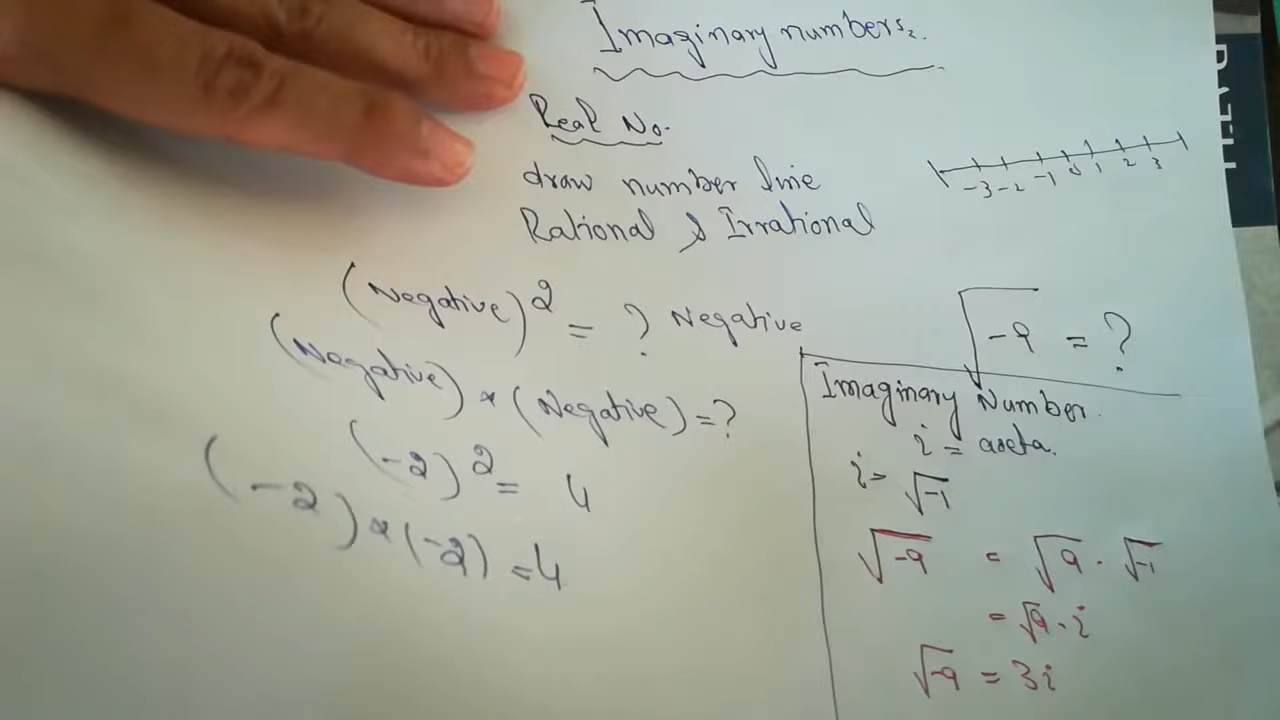 Imaginary numbers.
Real No.
draw number line
Rational & Irrational
-3 -2 -1 0 1 2 3
(Negative)² = ? Negative
(Negative) * (Negative) = ?
(-2)² = 4
(-2) * (-2) = 4
√-9 = ?
Imaginary Number.
i =
i = √-1
√-9 = √9 . √-1
= √9 . i
√-9 = 3i